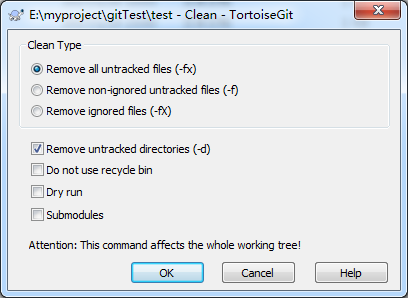 E:\myproject\gitTest\test - Clean - TortoiseGit
Clean Type
Remove all untracked files (-fx)
Remove non-ignored untracked files (-f)
Remove ignored files (-fX)
Remove untracked directories (-d)
Do not use recycle bin
Dry run
Submodules
Attention: This command affects the whole working tree!
OK
Cancel
Help